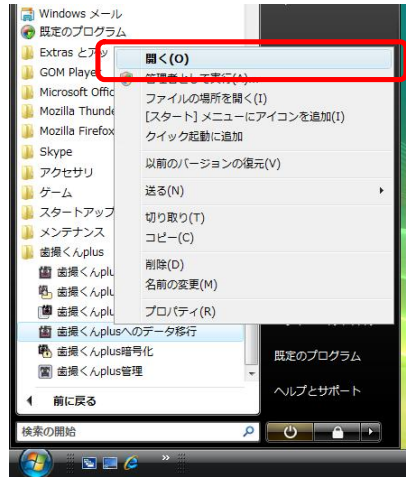 Windows メール
既定のプログラム
Extras とアッ
GOM Playe
Microsoft Offic
Mozilla Thunde
Mozilla Firefox
Skype
アクセサリ
ゲーム
スタートアップ
メンテナンス
歯撮くんplus
歯撮くんplu
歯撮くんplu
歯撮くんplu
歯撮くんplusへのデータ移行
歯撮くんplus暗号化
歯撮くんplus管理
前に戻る
検索の開始
開く(O)
管理者として実行(A)...
ファイルの場所を開く(I)
[スタート] メニューにアイコンを追加(I)
クイック起動に追加
以前のバージョンの復元(V)
送る(N)
切り取り(T)
コピー(C)
削除(D)
名前の変更(M)
プロパティ(R)
既定のプログラム
ヘルプとサポート